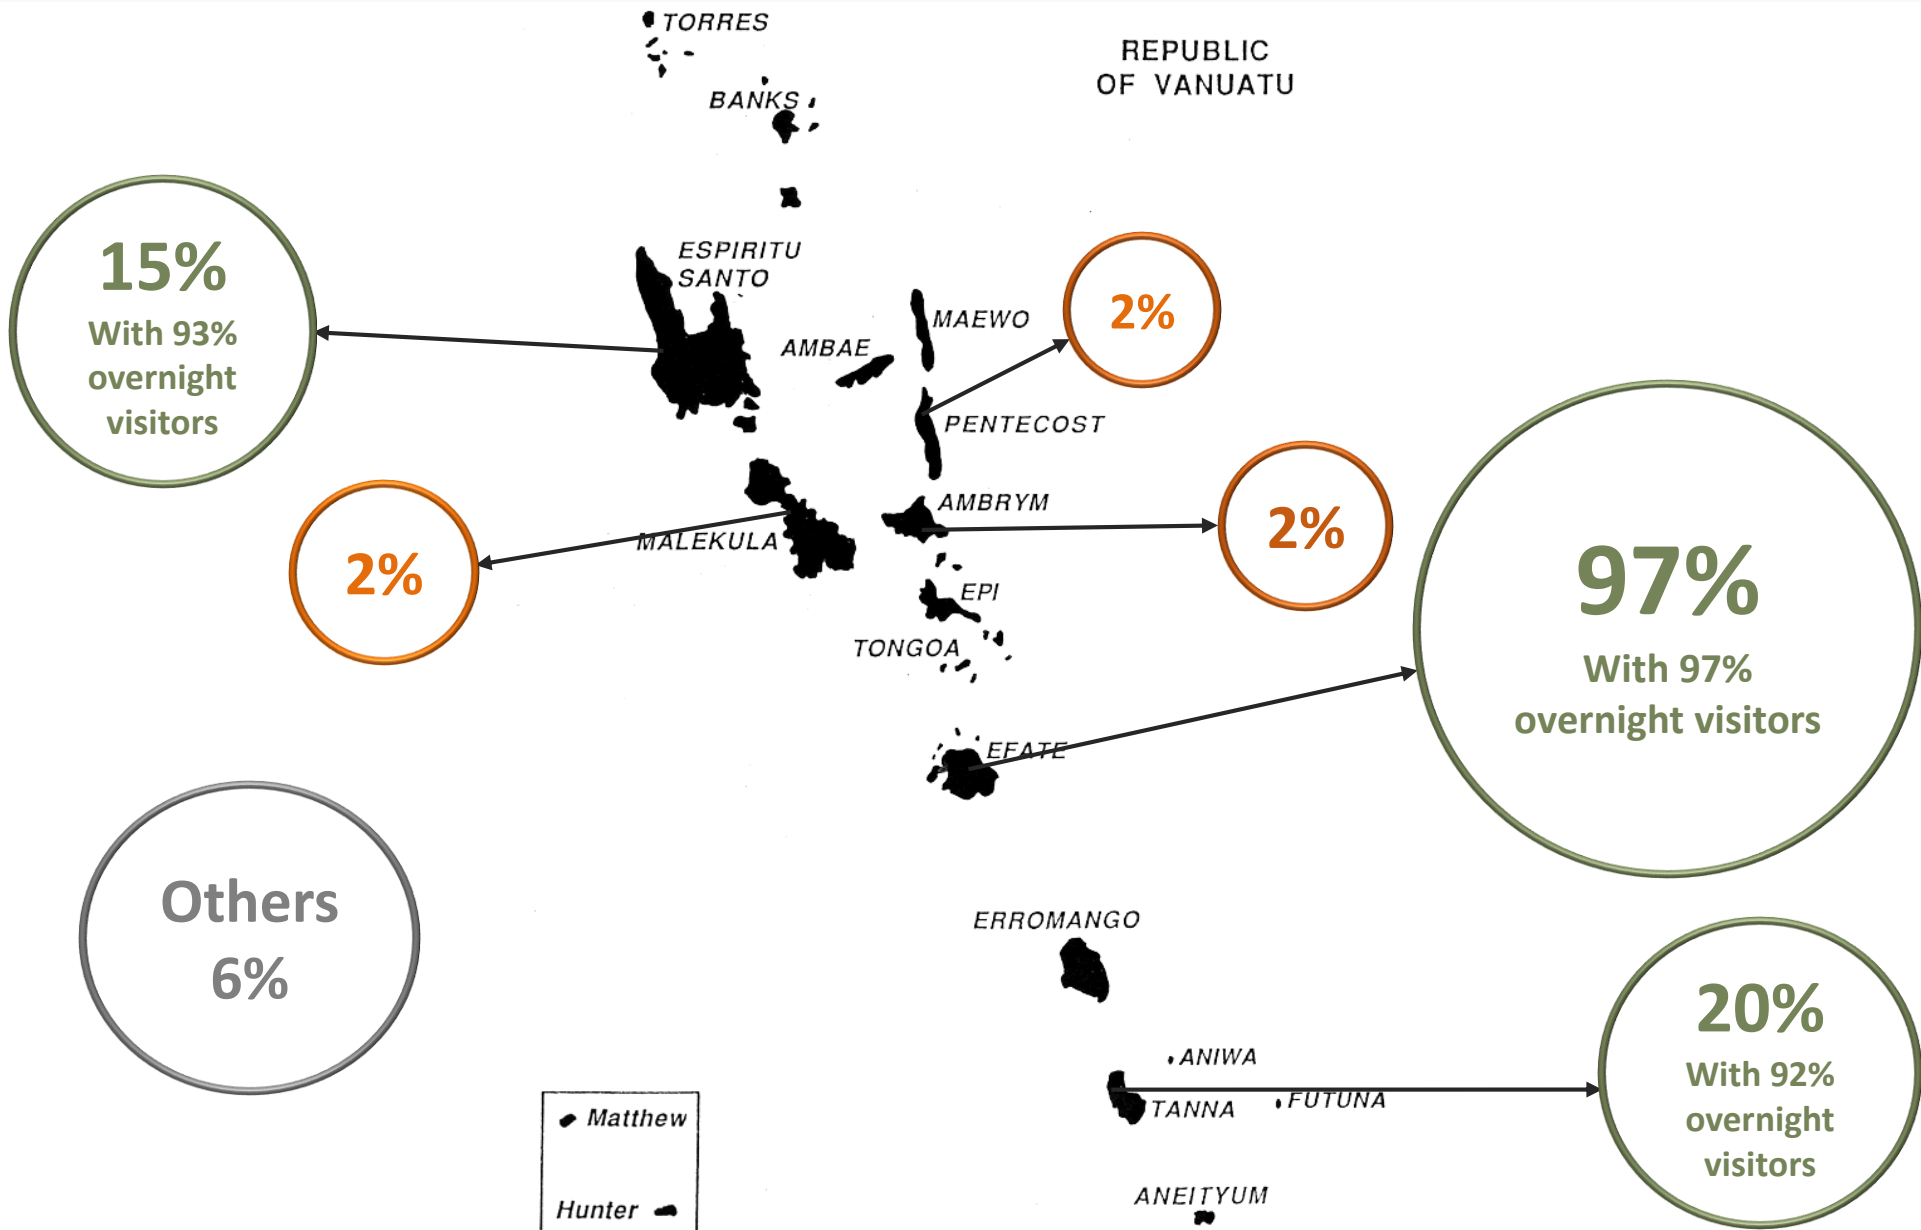 TORRES
REPUBLIC
OF VANUATU
BANKS
15%
With 93%
overnight
visitors
ESPIRITU
SANTO
MAEWO
AMBAE
2%
PENTECOST
AMBRYM
2%
MALEKULA
2%
EPI
TONGOA
97%
With 97%
overnight visitors
EFATE
Others
6%
ERROMANGO
ANIWA
TANNA
FUTUNA
20%
With 92%
overnight
visitors
Matthew
Hunter
ANEITYUM